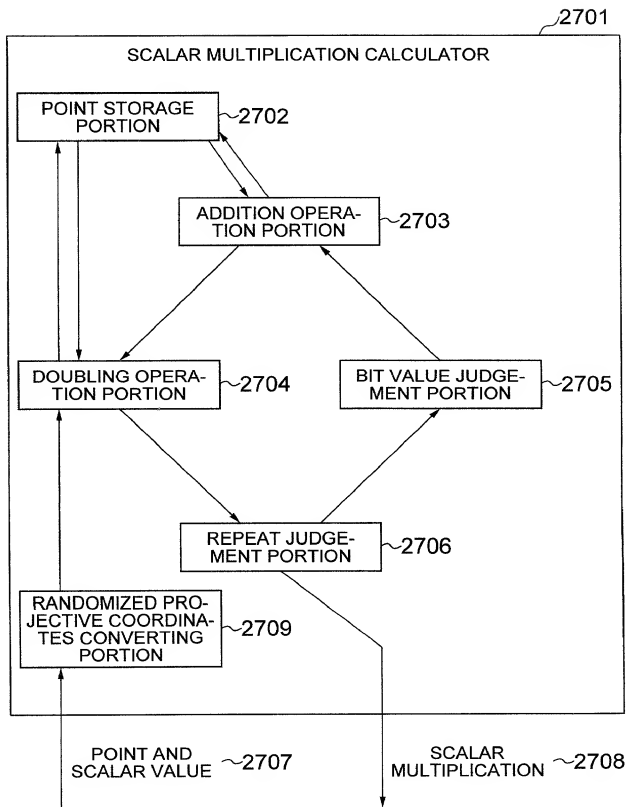 2701
SCALAR MULTIPLICATION CALCULATOR
POINT STORAGE
PORTION
2702
ADDITION OPERA-
TION PORTION
2703
DOUBLING OPERA-
TION PORTION
2704
BIT VALUE JUDGE-
MENT PORTION
2705
REPEAT JUDGE-
MENT PORTION
2706
RANDOMIZED PRO-
JECTIVE COORDINA-
TES CONVERTING
PORTION
2709
POINT AND
SCALAR VALUE
2707
SCALAR
MULTIPLICATION
2708